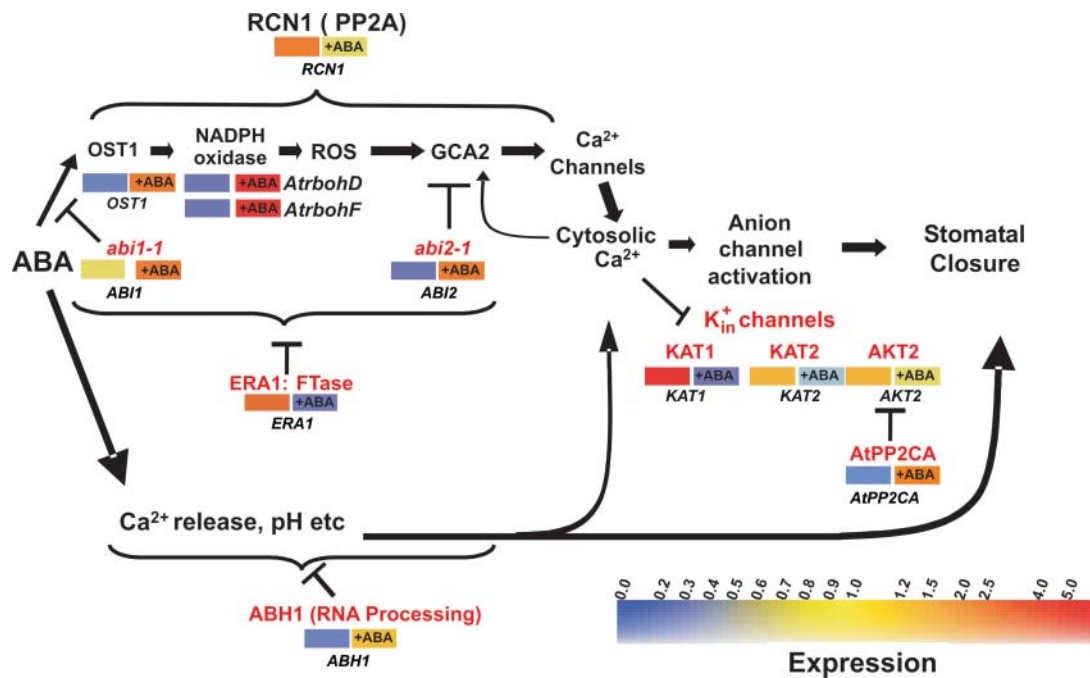 RCN1 ( PP2A)
+ABA
RCN1
OST1
NADPH
oxidase
ROS
GCA2
Ca2+
Channels
+ABA
OST1
+ABA AtrbohD
+ABA AtrbohF
ABA
abi1-1
+ABA
ABI1
abi2-1
+ABA
ABI2
Cytosolic
Ca2+
Anion
channel
activation
Stomatal
Closure
K+in channels
KAT1 KAT2 AKT2
+ABA +ABA +ABA
KAT1 KAT2 AKT2
ERA1: FTase
+ABA
ERA1
AtPP2CA
+ABA
AtPP2CA
Ca2+ release, pH etc
ABH1 (RNA Processing)
+ABA
ABH1
0.0 0.2 0.3 0.4 0.5 0.6 0.7 0.8 0.9 1.0 1.2 1.5 2.0 2.5 4.0 5.0
Expression